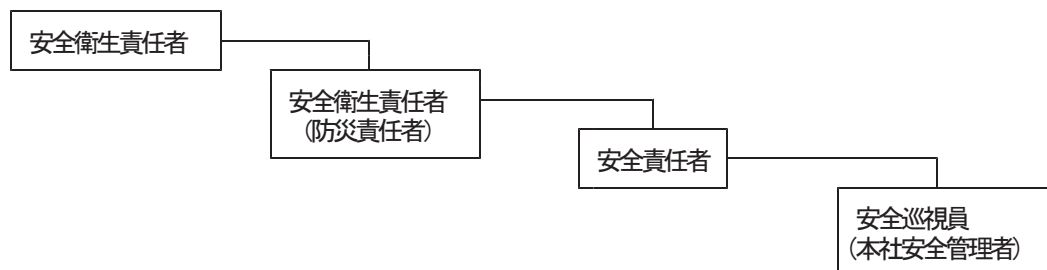 安全衛生責任者
安全衛生責任者
（防災責任者）
安全責任者
安全巡視員
（本社安全管理者）